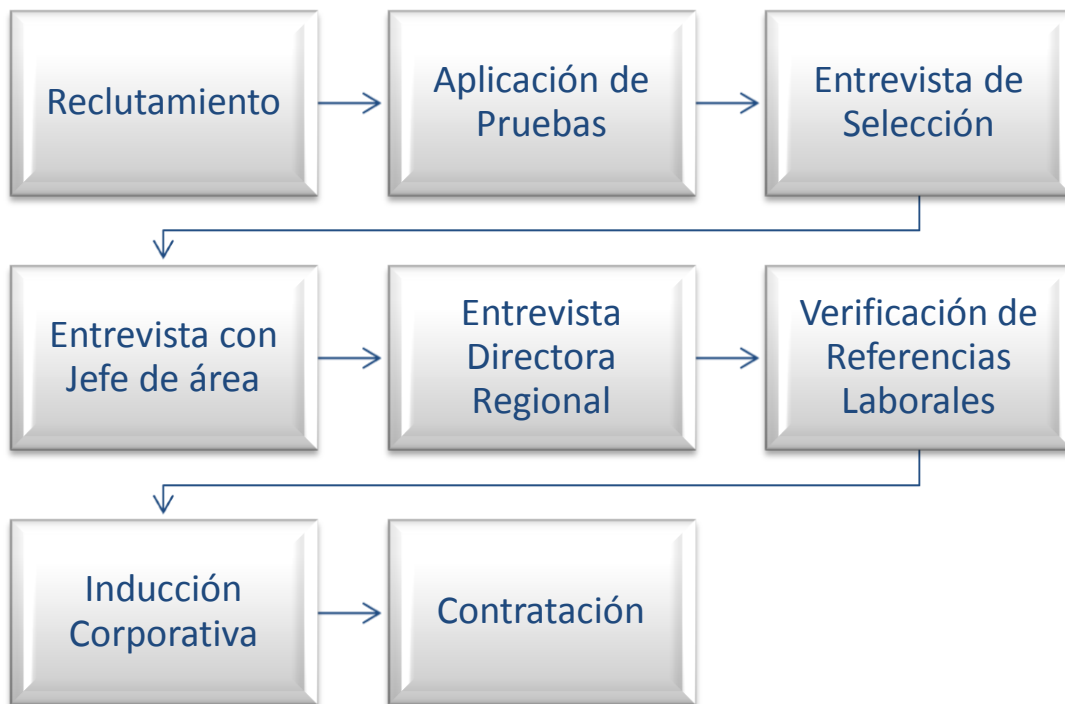 Reclutamiento
Aplicación de
Pruebas
Entrevista de
Selección
Entrevista con
Jefe de área
Entrevista
Directora
Regional
Verificación de
Referencias
Laborales
Inducción
Corporativa
Contratación